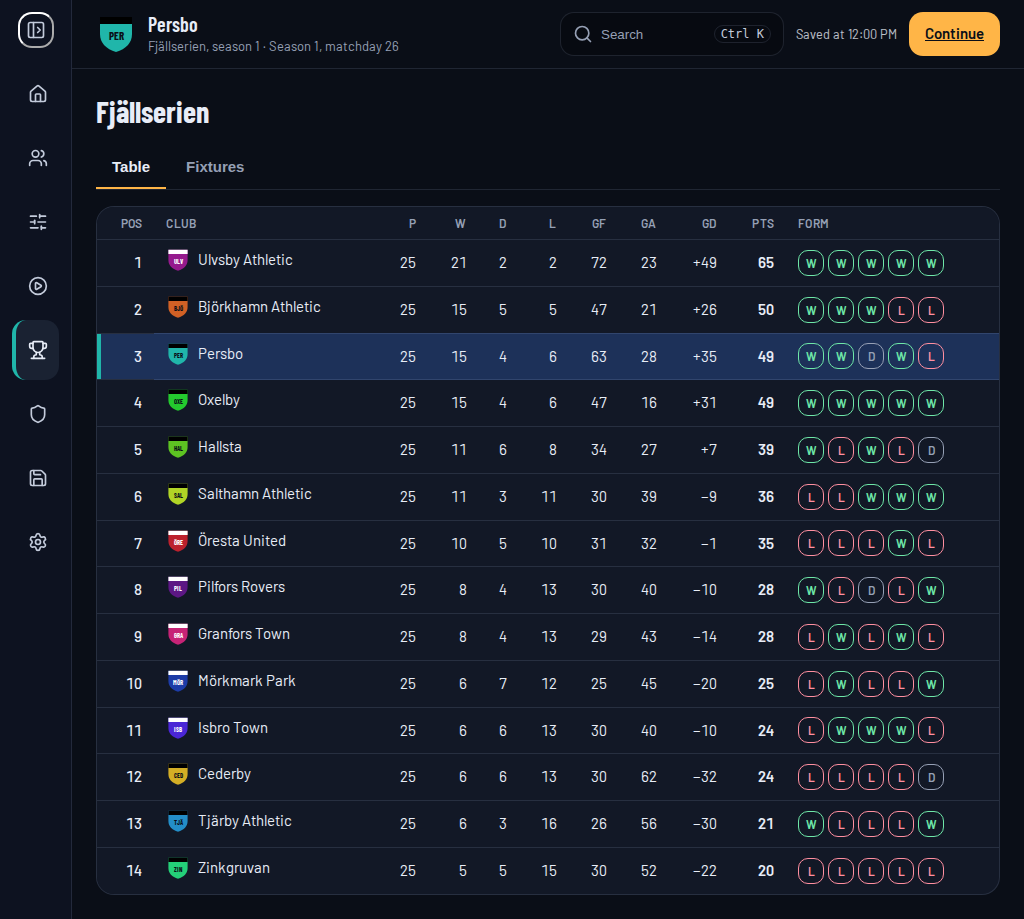 PER
Persbo
Fjällserien, season 1 · Season 1, matchday 26
Search
Ctrl K
Saved at 12:00 PM
Continue
Fjällserien
Table Fixtures
POS CLUB P W D L GF GA GD PTS FORM
1 ULV Ulvsby Athletic 25 21 2 2 72 23 +49 65 W W W W W
2 BJÖ Björkhamn Athletic 25 15 5 5 47 21 +26 50 W W W L L
3 PER Persbo 25 15 4 6 63 28 +35 49 W W D W L
4 OXE Oxelby 25 15 4 6 47 16 +31 49 W W W W W
5 HAL Hallsta 25 11 6 8 34 27 +7 39 W L W L D
6 SAL Salthamn Athletic 25 11 3 11 30 39 −9 36 L L W W W
7 ÖRE Öresta United 25 10 5 10 31 32 −1 35 L L L W L
8 PIL Pilfors Rovers 25 8 4 13 30 40 −10 28 W L D L W
9 GRA Granfors Town 25 8 4 13 29 43 −14 28 L W L W L
10 MÖR Mörkmark Park 25 6 7 12 25 45 −20 25 L W L L W
11 ISB Isbro Town 25 6 6 13 30 40 −10 24 L W W W L
12 CED Cederby 25 6 6 13 30 62 −32 24 L L L L D
13 TJÄ Tjärby Athletic 25 6 3 16 26 56 −30 21 W L L L W
14 ZIN Zinkgruvan 25 5 5 15 30 52 −22 20 L L L L L